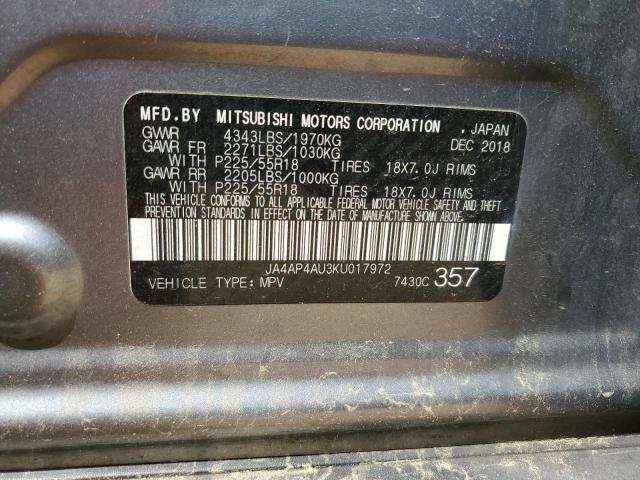 MFD.BY MITSUBISHI MOTORS CORPORATION . JAPAN
GVWR 4343LBS/1970KG DEC 2018
GAWR FR 2271LBS/1030KG
WITH P225/55R18 TIRES 18X7.0J RIMS
GAWR RR 2205LBS/1000KG
WITH P225/55R18 TIRES 18X7.0J RIMS
THIS VEHICLE CONFORMS TO ALL APPLICABLE FEDERAL MOTOR VEHICLE SAFETY AND THEFT
PREVENTION STANDARDS IN EFFECT ON THE DATE OF MANUFACTURE SHOWN ABOVE.
JA4AP4AU3KU017972
VEHICLE TYPE: MPV 7430C 357